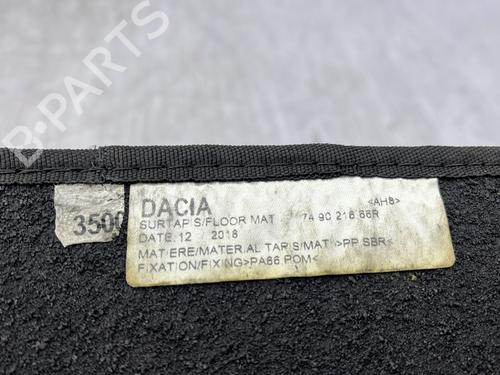 B-PARTS
3500
DACIA
SURTAPIS/FLOOR MAT 74 90 216 66R <AH8>
DATE 12 2018
MATIERE/MATERIAL TAPIS/MAT >PP SBR<
FIXATION/FIXING>PA66 POM<